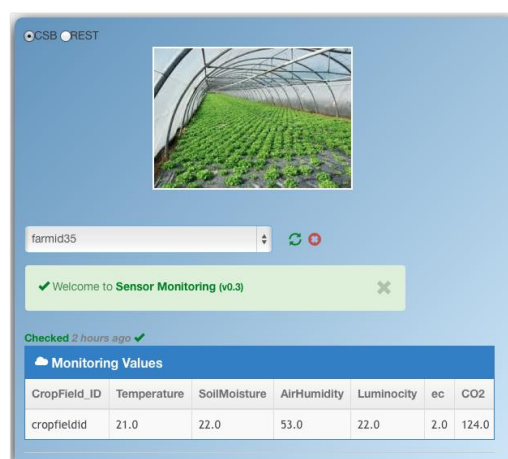 CSB REST
farmid35
Welcome to Sensor Monitoring (v0.3)
Checked 2 hours ago
Monitoring Values
CropField_ID Temperature SoilMoisture AirHumidity Luminocity ec CO2
cropfieldid 21.0 22.0 53.0 22.0 2.0 124.0